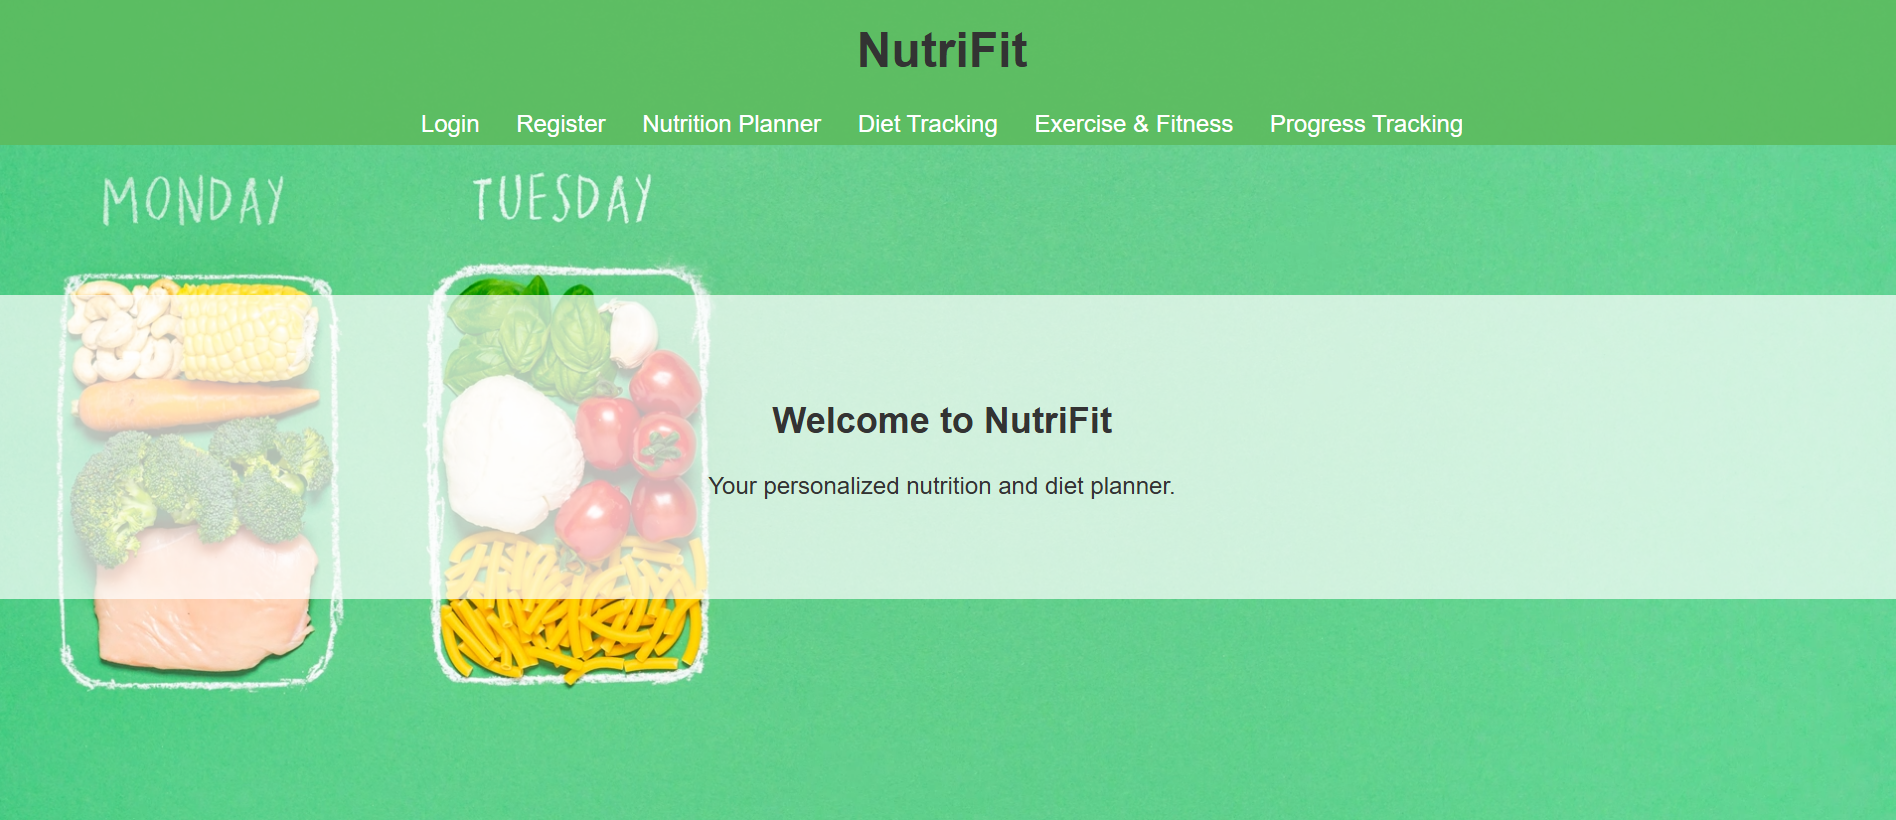 NutriFit
Login Register Nutrition Planner Diet Tracking Exercise & Fitness Progress Tracking
MONDAY TUESDAY
Welcome to NutriFit
Your personalized nutrition and diet planner.